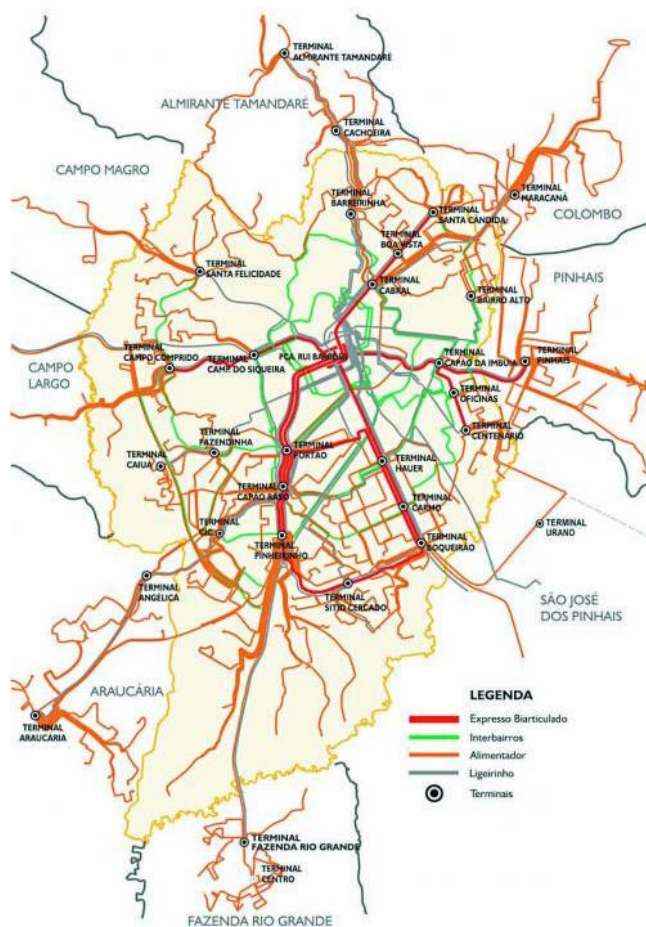 TERMINAL
ALMIRANTE TAMANDARÉ
ALMIRANTE TAMANDARÉ
TERMINAL
CACHOEIRA
CAMPO MAGRO
TERMINAL
MARACANÃ
COLOMBO
TERMINAL
BARREIRINHA
TERMINAL
SANTA CÂNDIDA
TERMINAL
BOA VISTA
PINHAIS
TERMINAL
SANTA FELICIDADE
TERMINAL
CABRAL
TERMINAL
BAIRRO ALTO
TERMINAL
CAMPO COMPRIDO
TERMINAL
CAMP. DO SIQUEIRA
PÇA. RUI BARBOSA
TERMINAL
CAPÃO DA IMBUIA
TERMINAL
PINHAIS
CAMPO
LARGO
TERMINAL
OFICINAS
TERMINAL
CENTENÁRIO
TERMINAL
FAZENDINHA
TERMINAL
PORTÃO
TERMINAL
CAIUÁ
TERMINAL
HAUER
TERMINAL
CAPÃO RASO
TERMINAL
CARMO
TERMINAL
CIC
TERMINAL
PINHEIRINHO
TERMINAL
BOQUEIRÃO
TERMINAL
URANO
TERMINAL
ANGÉLICA
TERMINAL
SITIO CERCADO
SÃO JOSÉ
DOS PINHAIS
ARAUCÁRIA
TERMINAL
ARAUCÁRIA
LEGENDA
Expresso Biarticulado
Interbairros
Alimentador
Ligeirinho
Terminais
TERMINAL
FAZENDA RIO GRANDE
TERMINAL
CENTRO
FAZENDA RIO GRANDE